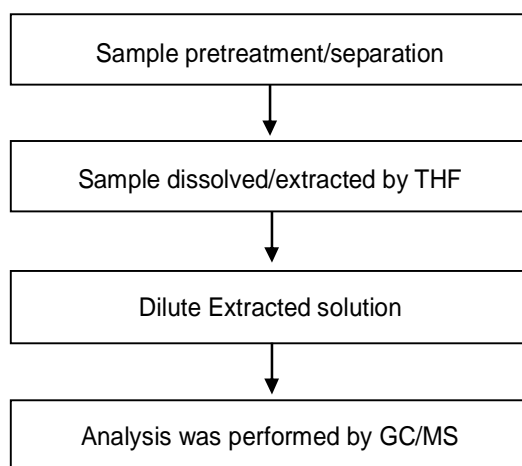 Sample pretreatment/separation
Sample dissolved/extracted by THF
Dilute Extracted solution
Analysis was performed by GC/MS